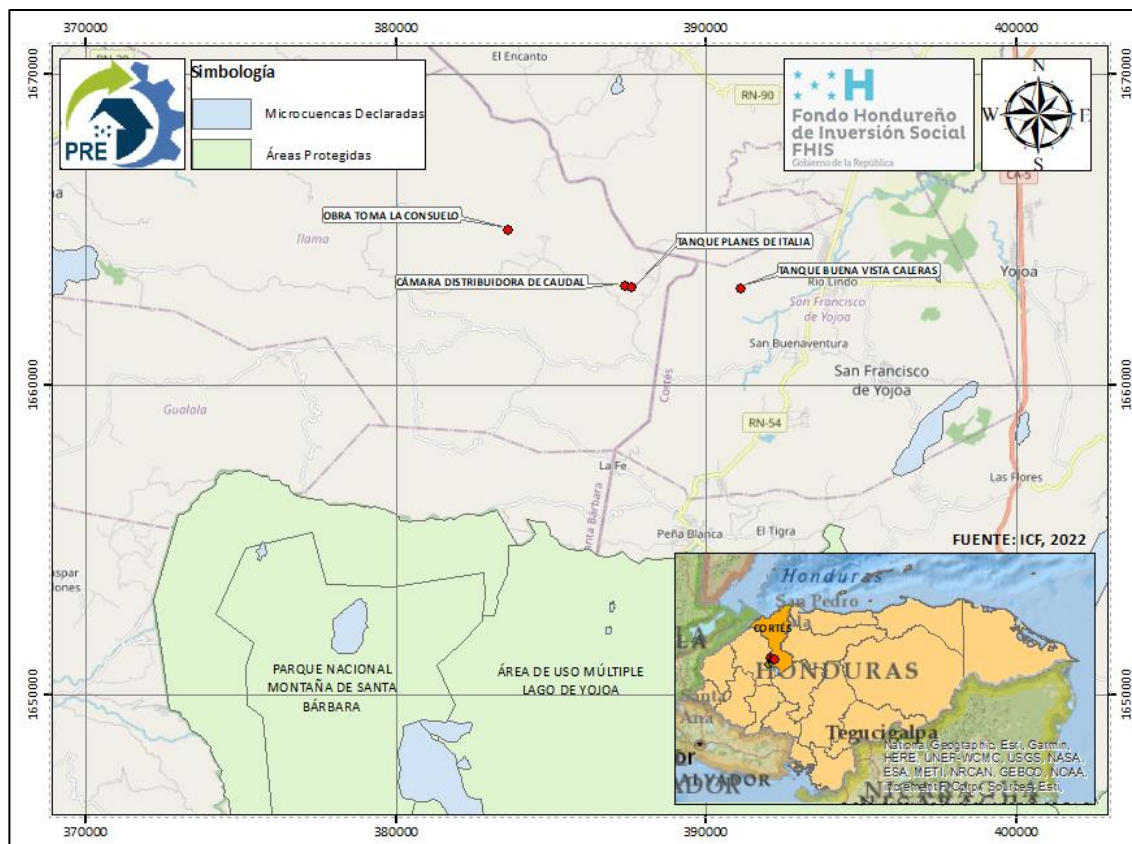 370000
380000
390000
400000
1670000
1670000
1660000
1660000
1650000
1650000
370000
380000
390000
400000
Simbología
Microcuencas Declaradas
Áreas Protegidas
PRE
H
Fondo Hondureño
de Inversión Social
FHIS
Gobierno de la República
N
W
E
S
El Encanto
RN-90
CA-5
OBRA TOMA LA CONSUELO
Ilama
TANQUE PLANES DE ITALIA
CÁMARA DISTRIBUIDORA DE CAUDAL
TANQUE BUENA VISTA CALERAS
Yojoa
Río Lindo
San Francisco
de Yojoa
San Buenaventura
San Francisco
de Yojoa
Cortés
Gualala
RN-54
La Fe
Las Flores
Peña Blanca
El Tigra
FUENTE: ICF, 2022
PARQUE NACIONAL
MONTAÑA DE SANTA
BÁRBARA
ÁREA DE USO MÚLTIPLE
LAGO DE YOJOA
Honduras
San Pedro
CORTÉS
HONDURAS
Santa
Ana
Tegucigalpa
National Geographic, Esri, Garmin,
HERE, UNEP-WCMC, USGS, NASA,
ESA, METI, NRCAN, GEBCO, NOAA,
Increment P Corp., Sources: Esri,
NICARAGUA